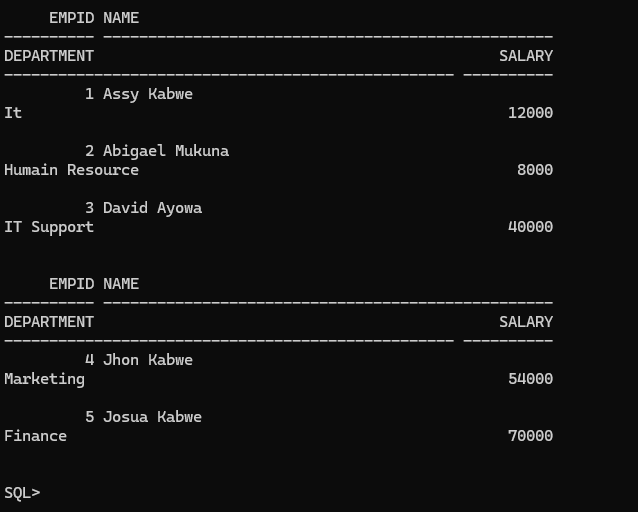 EMPID NAME
---------- --------------------------------------------------
DEPARTMENT SALARY
-------------------------------------------------- ----------
1 Assy Kabwe
It 12000
2 Abigael Mukuna
Humain Resource 8000
3 David Ayowa
IT Support 40000
EMPID NAME
---------- --------------------------------------------------
DEPARTMENT SALARY
-------------------------------------------------- ----------
4 Jhon Kabwe
Marketing 54000
5 Josua Kabwe
Finance 70000
SQL>